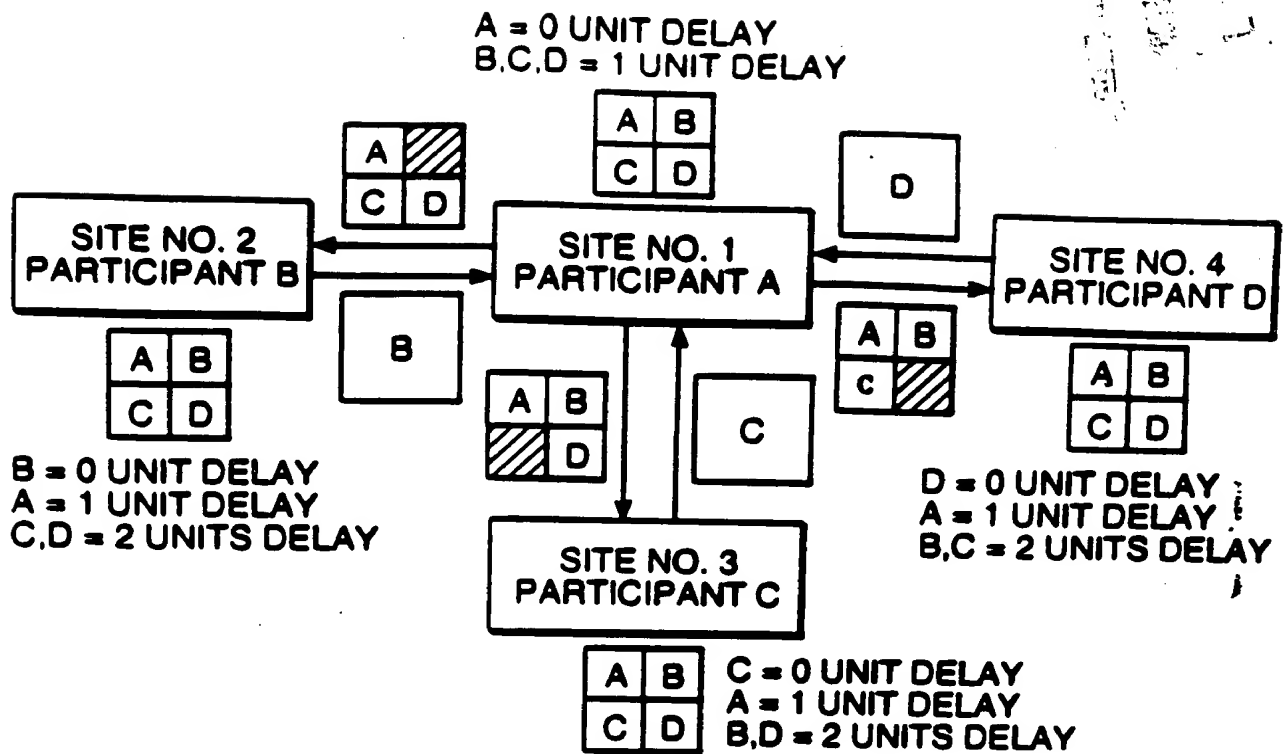 A = 0 UNIT DELAY
B,C,D = 1 UNIT DELAY
A B
C D
A
C D
D
SITE NO. 2
PARTICIPANT B
SITE NO. 1
PARTICIPANT A
SITE NO. 4
PARTICIPANT D
B
A B
C D
A B
D
C
A B
c
A B
C D
B = 0 UNIT DELAY
A = 1 UNIT DELAY
C,D = 2 UNITS DELAY
D = 0 UNIT DELAY
A = 1 UNIT DELAY
B,C = 2 UNITS DELAY
SITE NO. 3
PARTICIPANT C
A B
C D
C = 0 UNIT DELAY
A = 1 UNIT DELAY
B,D = 2 UNITS DELAY